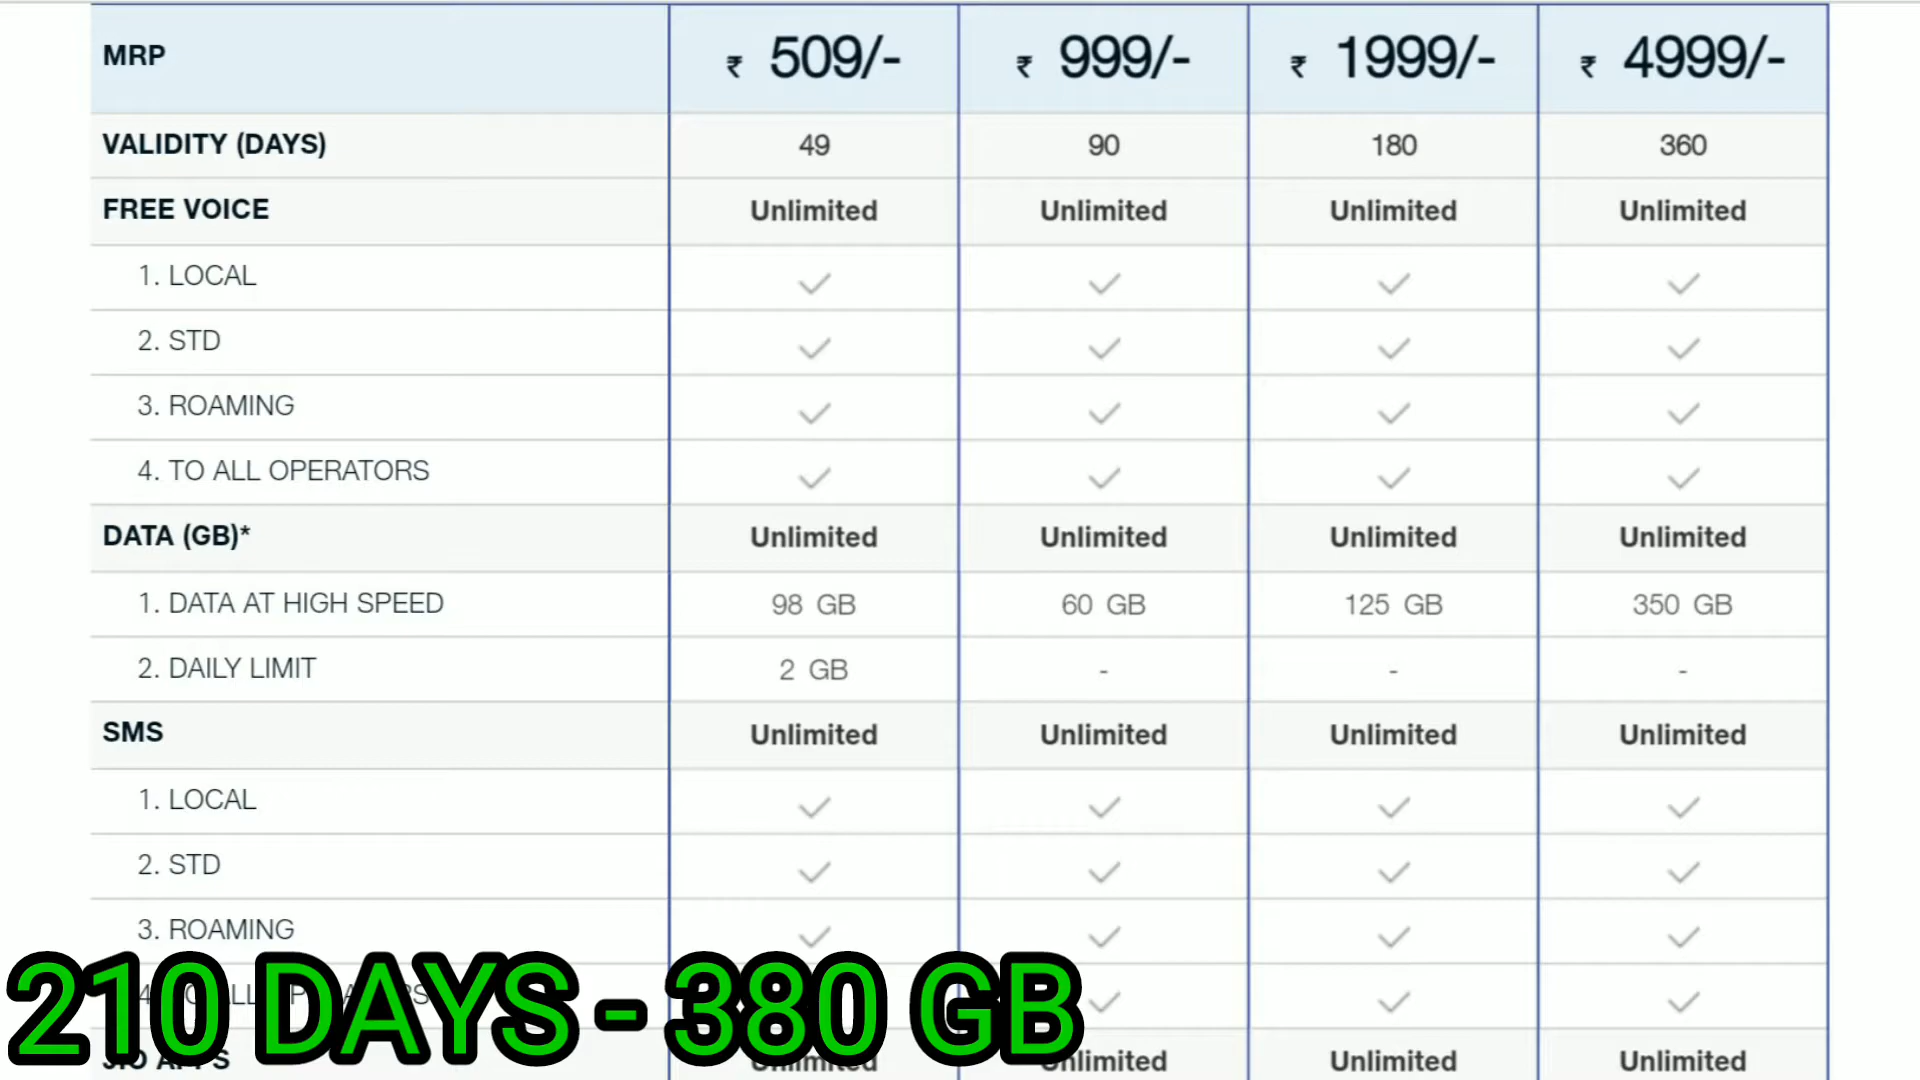 MRP ₹ 509/- ₹ 999/- ₹ 1999/- ₹ 4999/-
VALIDITY (DAYS) 49 90 180 360
FREE VOICE Unlimited Unlimited Unlimited Unlimited
1. LOCAL
2. STD
3. ROAMING
4. TO ALL OPERATORS
DATA (GB)* Unlimited Unlimited Unlimited Unlimited
1. DATA AT HIGH SPEED 98 GB 60 GB 125 GB 350 GB
2. DAILY LIMIT 2 GB - - -
SMS Unlimited Unlimited Unlimited Unlimited
1. LOCAL
2. STD
3. ROAMING
210 DAYS - 380 GB
Unlimited Unlimited